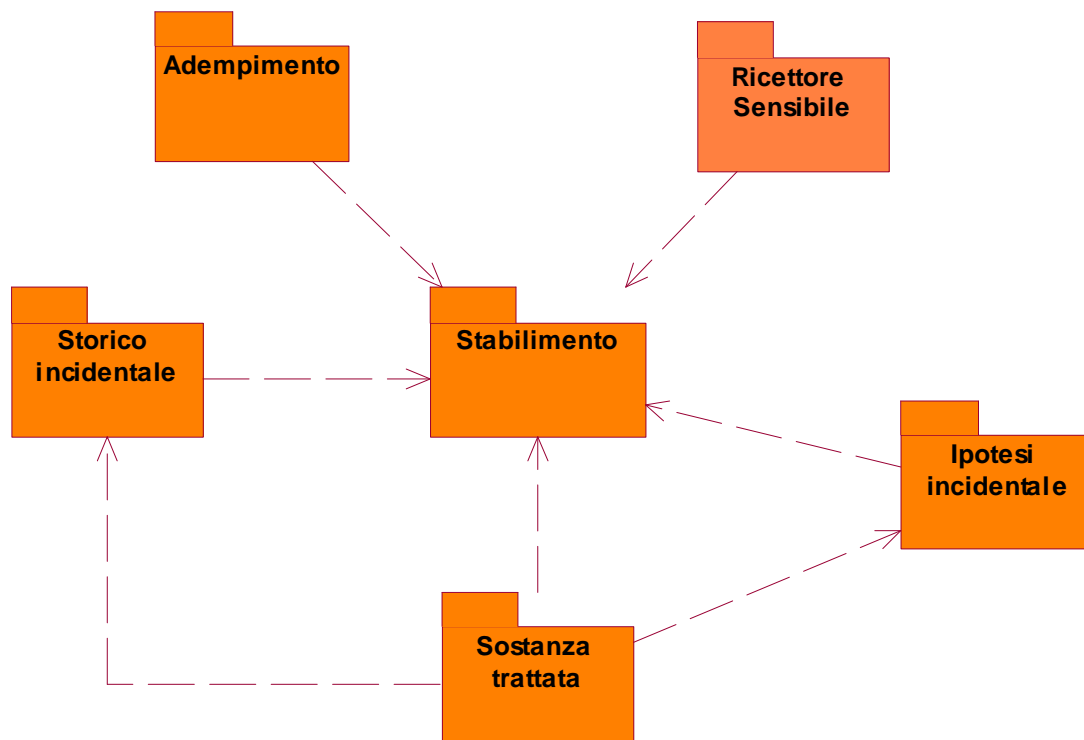 Adempimento
Ricettore
Sensibile
Storico
incidentale
Stabilimento
Ipotesi
incidentale
Sostanza
trattata